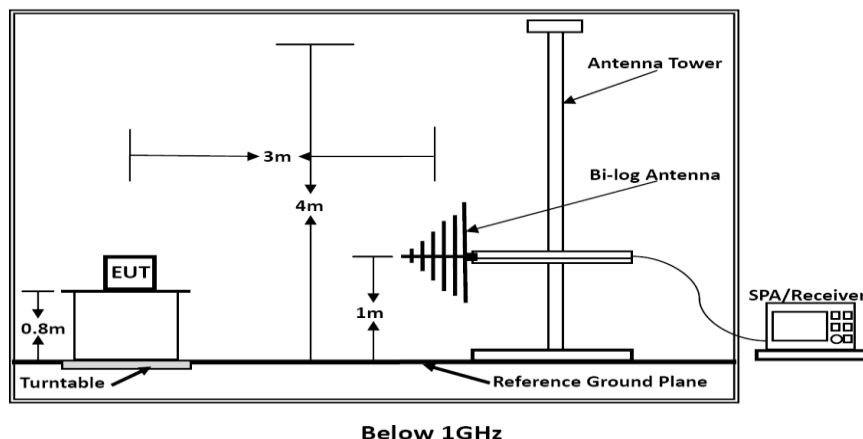 Antenna Tower
3m
Bi-log Antenna
4m
EUT
SPA/Receiver
0.8m
1m
Turntable
Reference Ground Plane
Below 1GHz